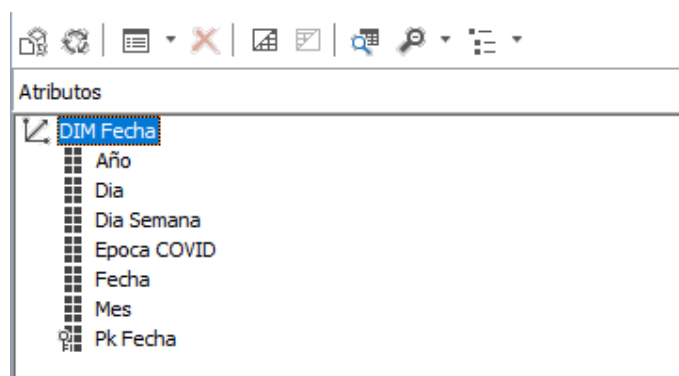 Atributos
DIM Fecha
Año
Dia
Dia Semana
Epoca COVID
Fecha
Mes
Pk Fecha